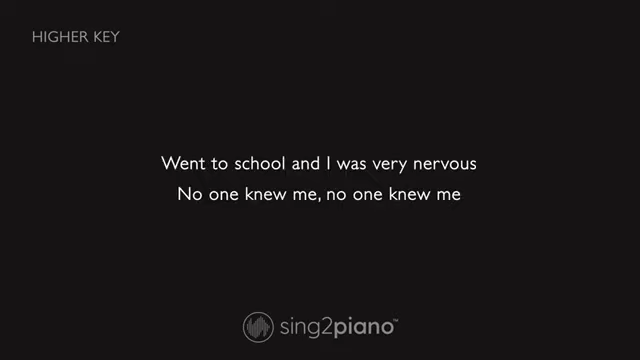 HIGHER KEY
Went to school and I was very nervous
No one knew me, no one knew me
sing2piano™